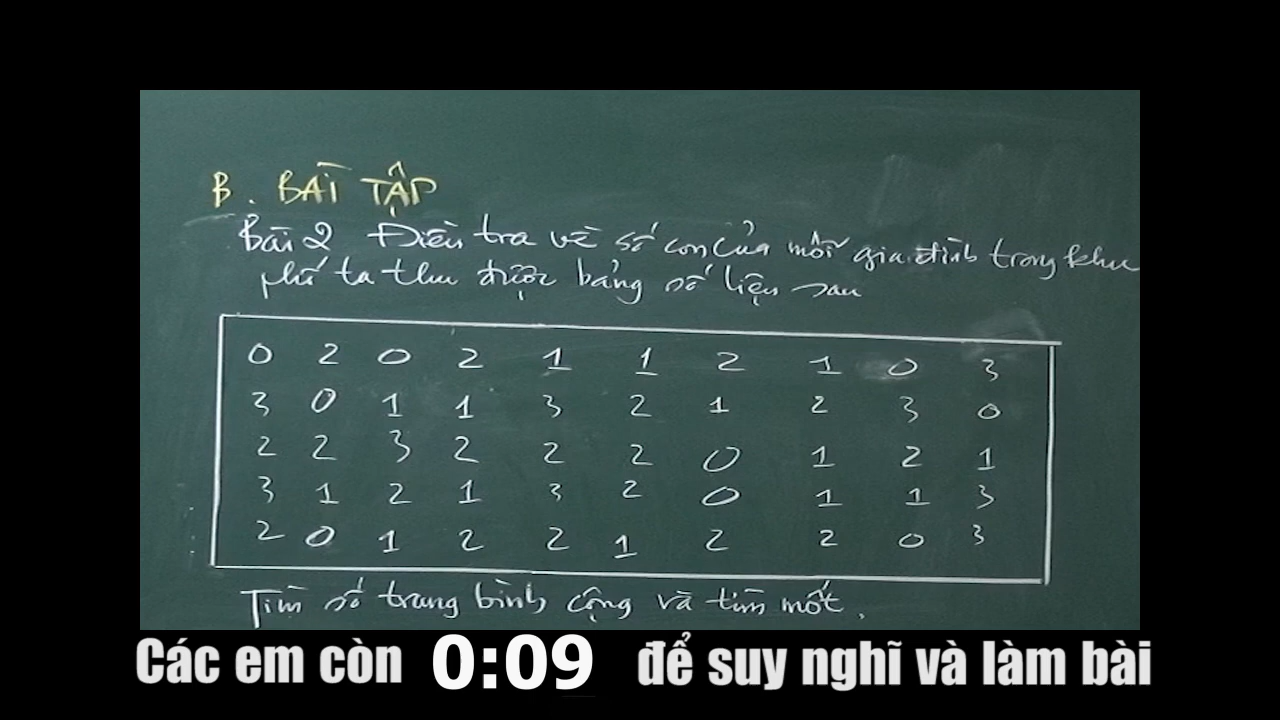 B. BÀI TẬP
Bài 2 Điều tra về số con của mỗi gia đình trong khu
phố ta thu được bảng số liệu sau
0 2 0 2 1 1 2 1 0 3
3 0 1 1 3 2 1 2 3 0
2 2 3 2 2 2 0 1 2 1
3 1 2 1 3 2 0 1 1 3
2 0 1 2 2 1 2 2 0 3
Tìm số trung bình cộng và tìm mốt.
Các em còn 0:09 để suy nghĩ và làm bài